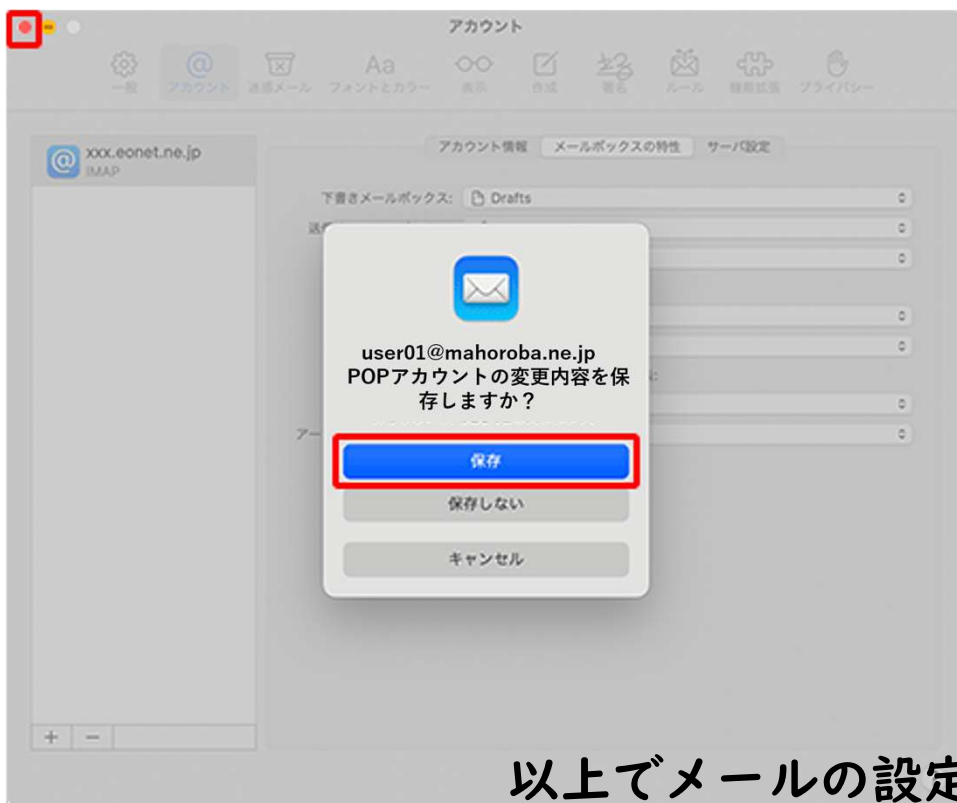 アカウント
一般 アカウント 迷惑メール フォントとカラー 表示 作成 署名 ルール 機能拡張 プライバシー
xxx.eonet.ne.jp
IMAP
アカウント情報 メールボックスの特性 サーバ設定
下書きメールボックス: Drafts
user01@mahoroba.ne.jp
POPアカウントの変更内容を保
存しますか？
保存
保存しない
キャンセル
以上でメールの設定